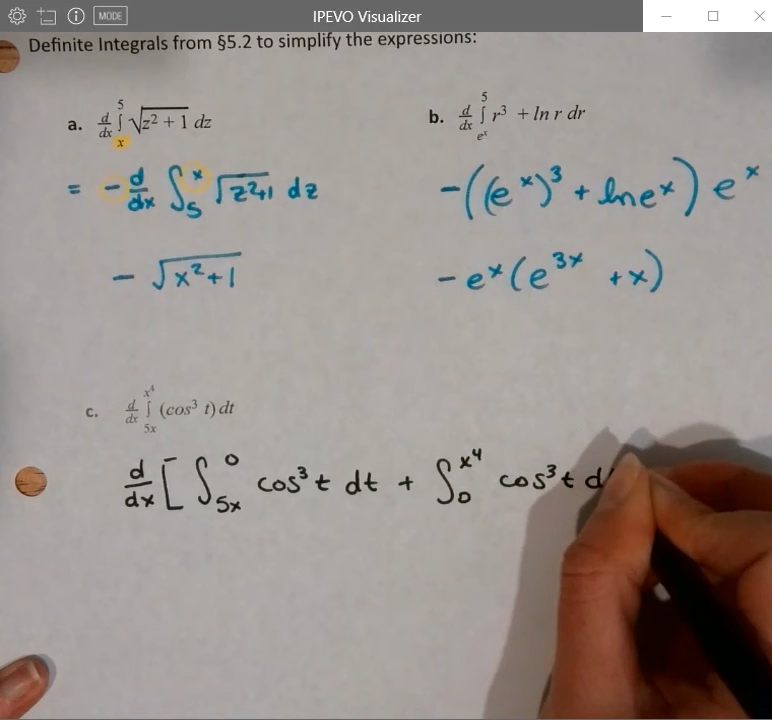 IPEVO Visualizer
MODE
Definite Integrals from §5.2 to simplify the expressions:
a. d/dx ∫_x^5 √(z² + 1) dz
= - d/dx ∫_5^x √(z²+1) dz
- √(x²+1)
b. d/dx ∫_{e^x}^5 r³ + ln r dr
-((e^x)³ + ln e^x) e^x
-e^x(e^{3x} + x)
c. d/dx ∫_{5x}^{x⁴} (cos³ t) dt
d/dx [ ∫_{5x}^0 cos³t dt + ∫_0^{x⁴} cos³t d